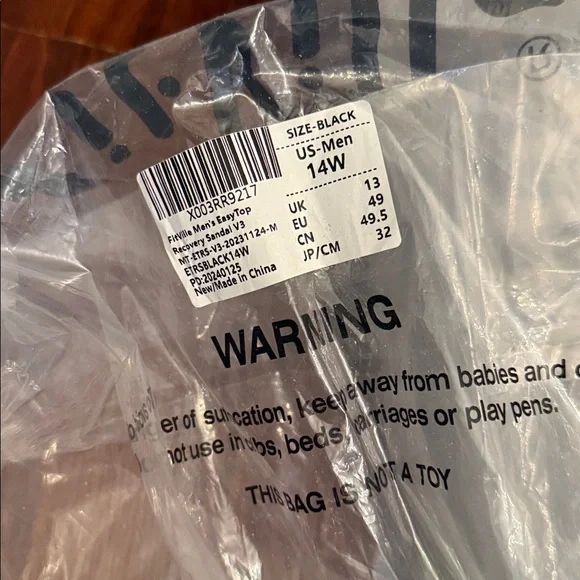 SIZE-BLACK
US-Men
14W
UK 13
EU 49
CN 49.5
JP/CM 32
X003RR9217
FitVille Men's EasyTop
Recovery Sandal V3
MT-ETRS-V3-20231124-M
ETRSBLACK14W
PD:20240125
New/Made in China
WARNING
er of suffocation, keep away from babies and
not use in cribs, beds, carriages or play pens.
THIS BAG IS NOT A TOY